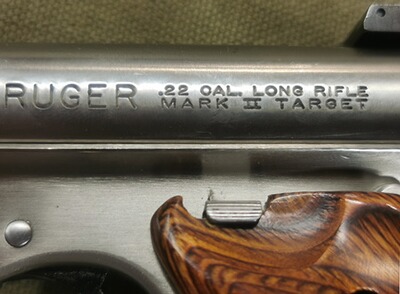 RUGER
.22 CAL. LONG RIFLE
MARK II TARGET